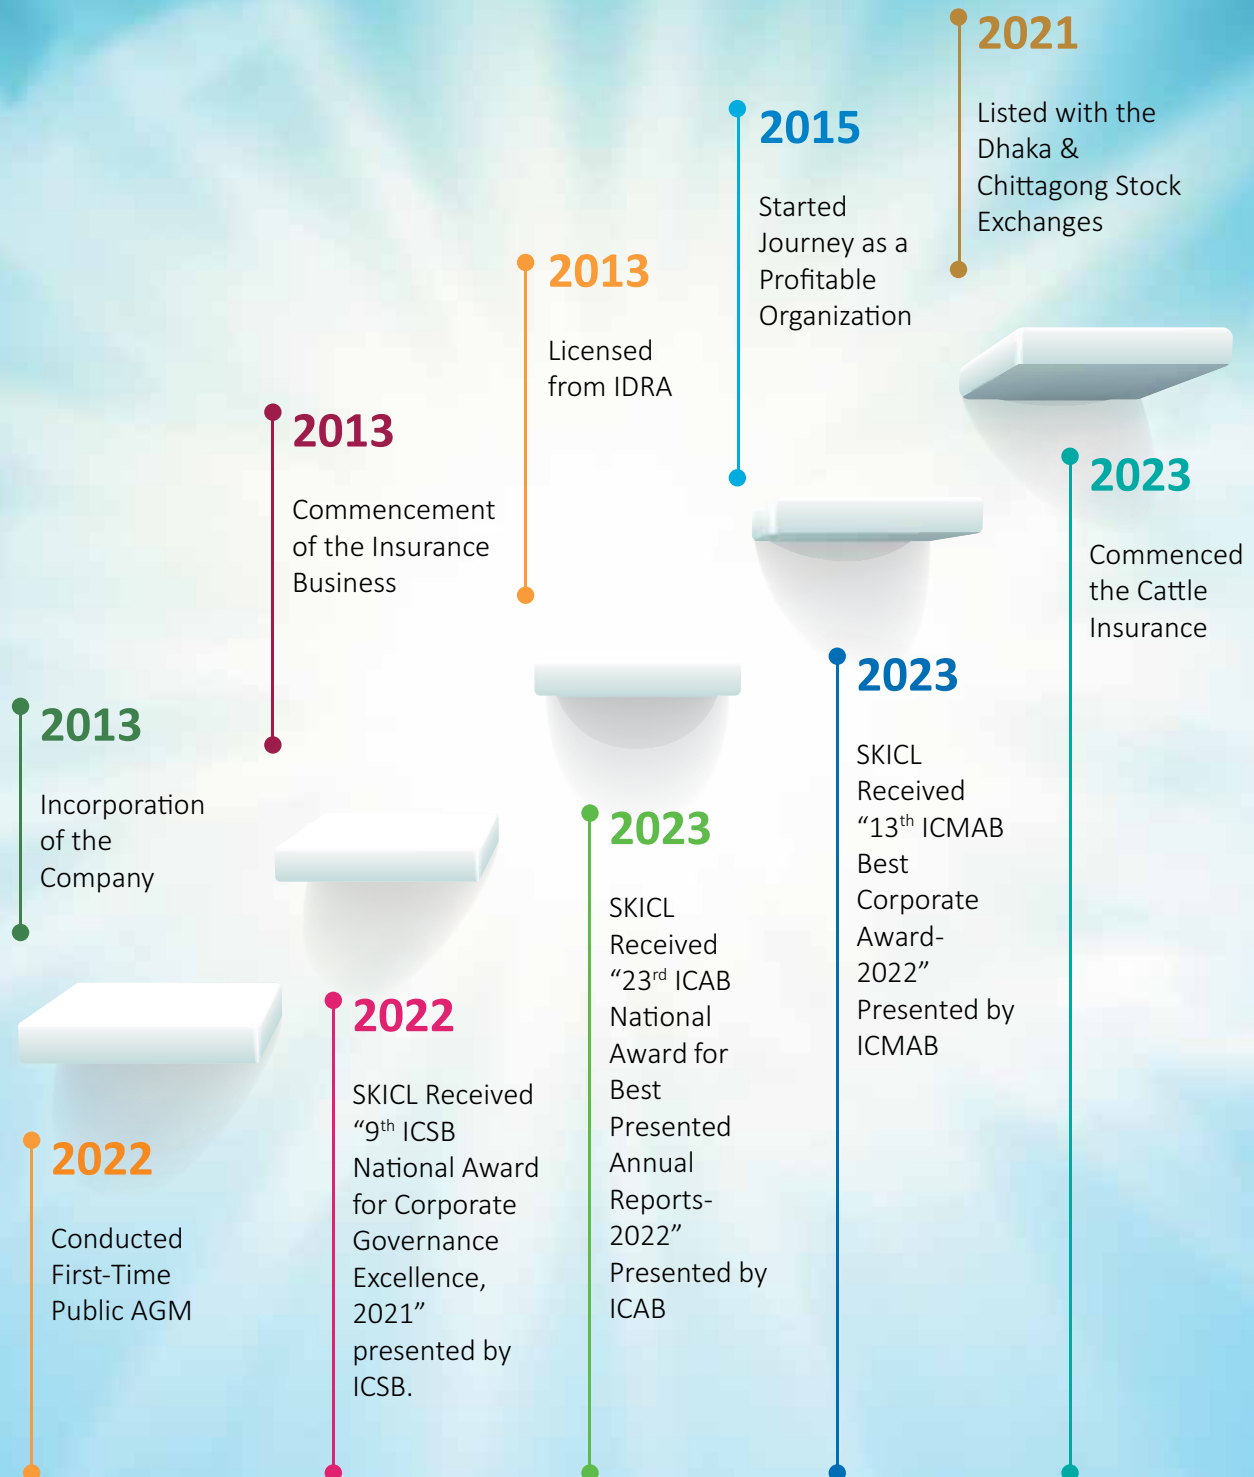 2013
Incorporation
of the
Company
2013
Commencement
of the Insurance
Business
2013
Licensed
from IDRA
2015
Started
Journey as a
Profitable
Organization
2021
Listed with the
Dhaka &
Chittagong Stock
Exchanges
2022
Conducted
First-Time
Public AGM
2022
SKICL Received
“9th ICSB
National Award
for Corporate
Governance
Excellence,
2021”
presented by
ICSB.
2023
SKICL
Received
“23rd ICAB
National
Award for
Best
Presented
Annual
Reports-
2022”
Presented by
ICAB
2023
SKICL
Received
“13th ICMAB
Best
Corporate
Award-
2022”
Presented by
ICMAB
2023
Commenced
the Cattle
Insurance